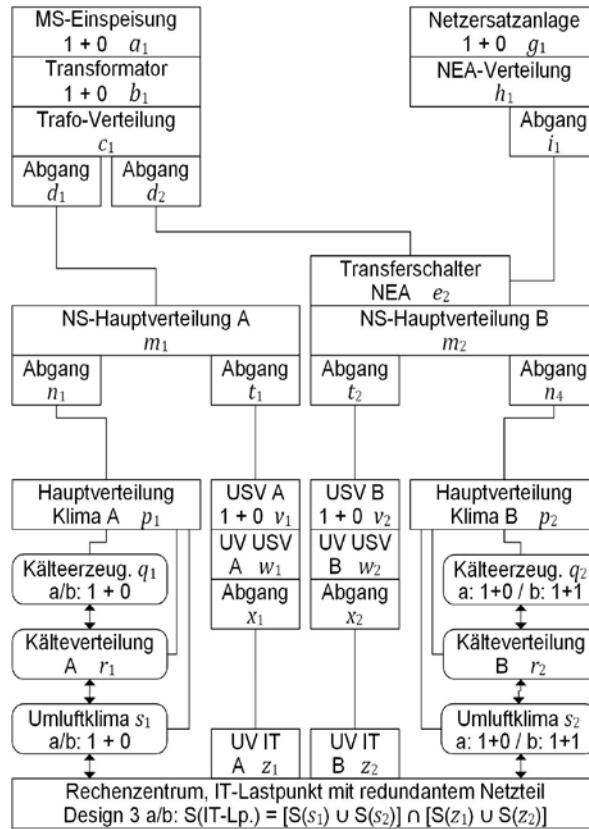 MS-Einspeisung
1 + 0 a₁
Transformator
1 + 0 b₁
Trafo-Verteilung
c₁
Abgang
d₁
Abgang
d₂
Netzersatzanlage
1 + 0 g₁
NEA-Verteilung
h₁
Abgang
i₁
Transferschalter
NEA e₂
NS-Hauptverteilung A
m₁
NS-Hauptverteilung B
m₂
Abgang
n₁
Abgang
t₁
Abgang
t₂
Abgang
n₄
Hauptverteilung
Klima A p₁
USV A
1 + 0 v₁
UV USV
A w₁
Abgang
x₁
USV B
1 + 0 v₂
UV USV
B w₂
Abgang
x₂
Hauptverteilung
Klima B p₂
Kälteerzeug. q₁
a/b: 1 + 0
Kälteverteilung
A r₁
Umluftklima s₁
a/b: 1 + 0
Kälteerzeug. q₂
a: 1+0 / b: 1+1
Kälteverteilung
B r₂
Umluftklima s₂
a: 1+0 / b: 1+1
UV IT
A z₁
UV IT
B z₂
Rechenzentrum, IT-Lastpunkt mit redundantem Netzteil
Design 3 a/b: S(IT-Lp.) = [S(s₁) ∪ S(s₂)] ∩ [S(z₁) ∪ S(z₂)]